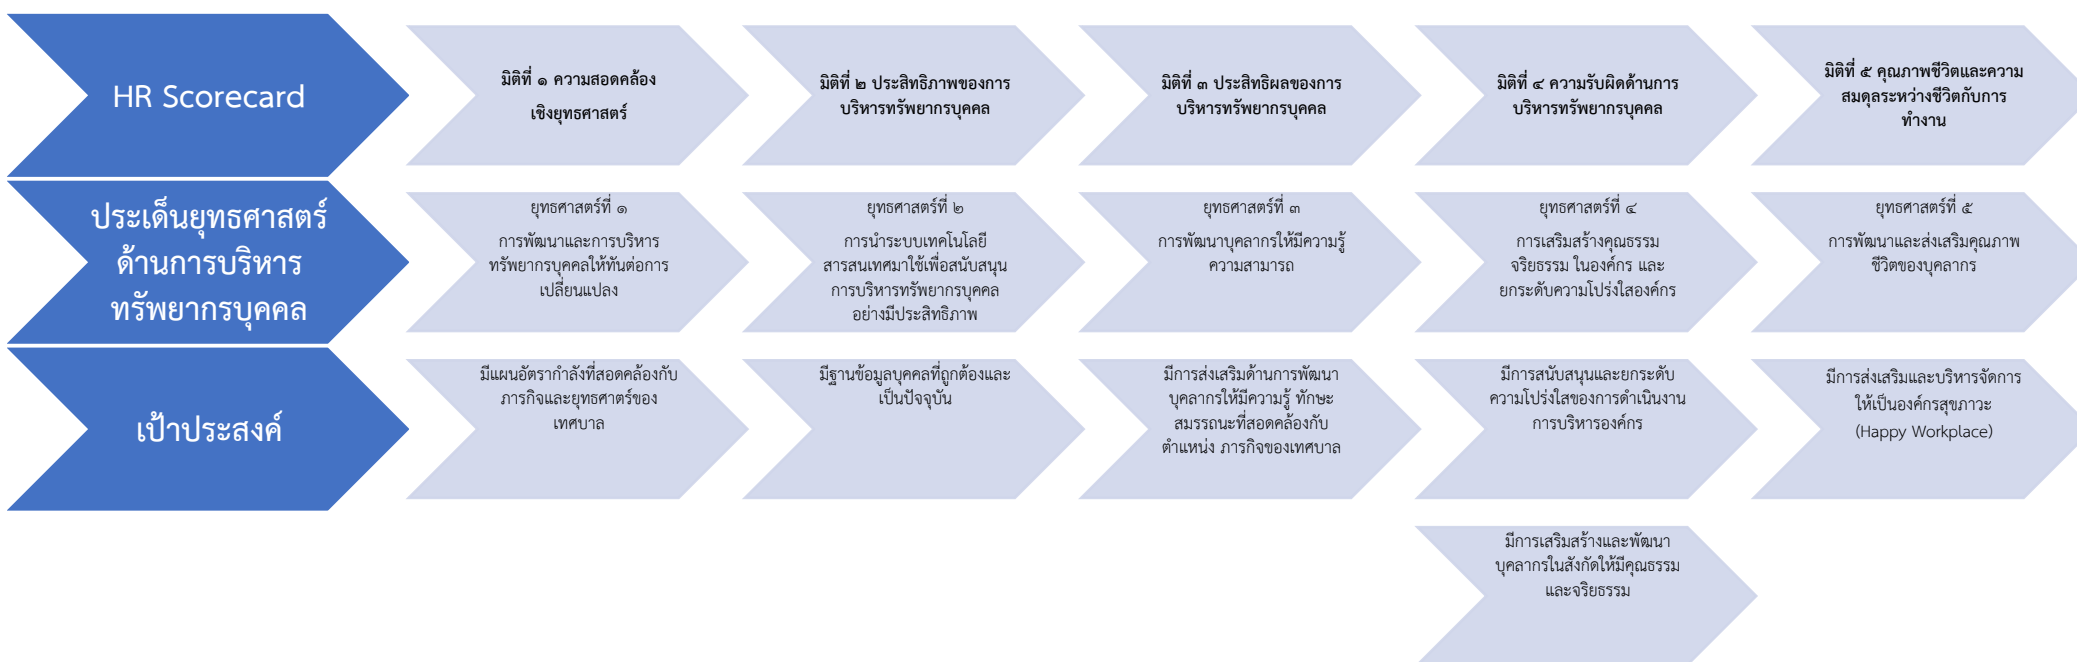 HR Scorecard
มิติที่ ๑ ความสอดคล้อง
เชิงยุทธศาสตร์
มิติที่ ๒ ประสิทธิภาพของการ
บริหารทรัพยากรบุคคล
มิติที่ ๓ ประสิทธิผลของการ
บริหารทรัพยากรบุคคล
มิติที่ ๔ ความรับผิดด้านการ
บริหารทรัพยากรบุคคล
มิติที่ ๕ คุณภาพชีวิตและความ
สมดุลระหว่างชีวิตกับการ
ทำงาน
ประเด็นยุทธศาสตร์
ด้านการบริหาร
ทรัพยากรบุคคล
ยุทธศาสตร์ที่ ๑
การพัฒนาและการบริหาร
ทรัพยากรบุคคลให้ทันต่อการ
เปลี่ยนแปลง
ยุทธศาสตร์ที่ ๒
การนำระบบเทคโนโลยี
สารสนเทศมาใช้เพื่อสนับสนุน
การบริหารทรัพยากรบุคคล
อย่างมีประสิทธิภาพ
ยุทธศาสตร์ที่ ๓
การพัฒนาบุคลากรให้มีความรู้
ความสามารถ
ยุทธศาสตร์ที่ ๔
การเสริมสร้างคุณธรรม
จริยธรรม ในองค์กร และ
ยกระดับความโปร่งใสองค์กร
ยุทธศาสตร์ที่ ๕
การพัฒนาและส่งเสริมคุณภาพ
ชีวิตของบุคลากร
เป้าประสงค์
มีแผนอัตรากำลังที่สอดคล้องกับ
ภารกิจและยุทธศาตร์ของ
เทศบาล
มีฐานข้อมูลบุคคลที่ถูกต้องและ
เป็นปัจจุบัน
มีการส่งเสริมด้านการพัฒนา
บุคลากรให้มีความรู้ ทักษะ
สมรรถนะที่สอดคล้องกับ
ตำแหน่ง ภารกิจของเทศบาล
มีการสนับสนุนและยกระดับ
ความโปร่งใสของการดำเนินงาน
การบริหารองค์กร
มีการส่งเสริมและบริหารจัดการ
ให้เป็นองค์กรสุขภาวะ
(Happy Workplace)
มีการเสริมสร้างและพัฒนา
บุคลากรในสังกัดให้มีคุณธรรม
และจริยธรรม